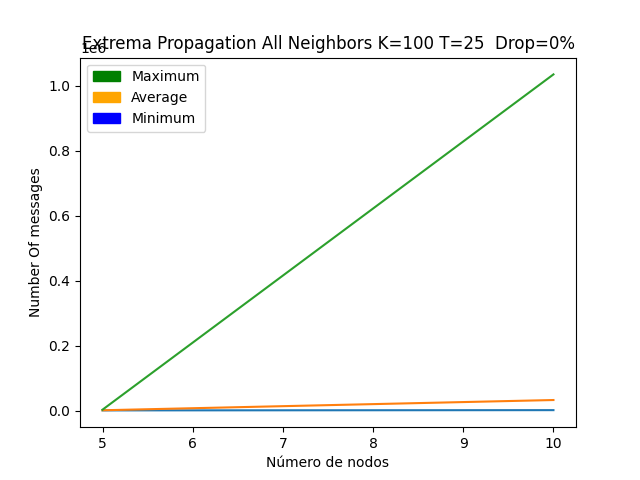 Extrema Propagation All Neighbors K=100 T=25  Drop=0%
1e6
Maximum
Average
Minimum
1.0
0.8
0.6
0.4
0.2
0.0
Number Of messages
5 6 7 8 9 10
Número de nodos